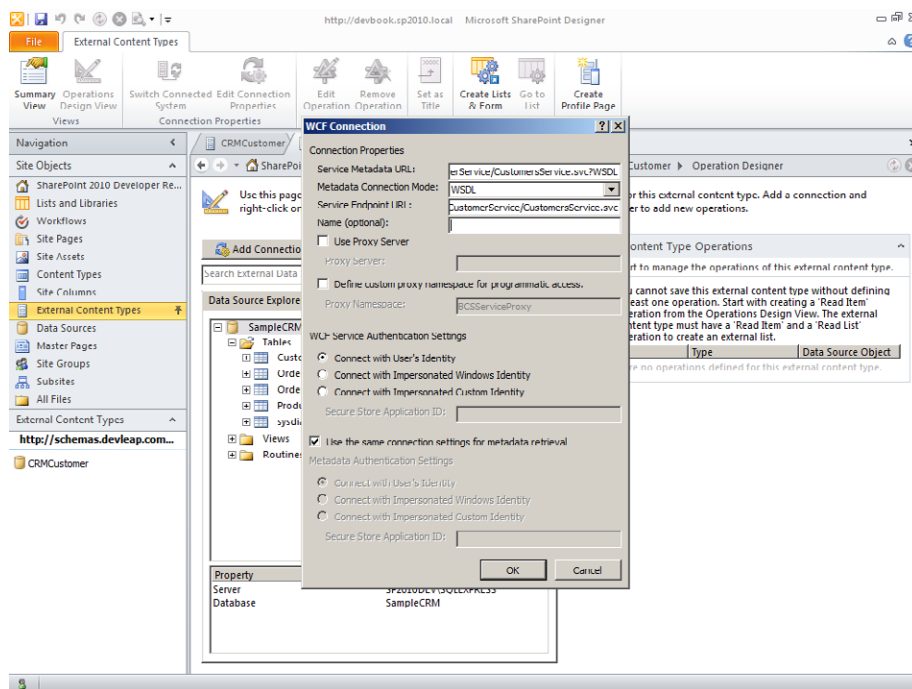 http://devbook.sp2010.local Microsoft SharePoint Designer
File External Content Types
Summary View
Operations Design View
Switch Connected System
Edit Connection Properties
Edit Operation
Remove Operation
Set as Title
Create Lists & Form
Go to List
Create Profile Page
Views
Connection Properties
Navigation
Site Objects
SharePoint 2010 Developer Re...
Lists and Libraries
Workflows
Site Pages
Site Assets
Content Types
Site Columns
External Content Types
Data Sources
Master Pages
Site Groups
Subsites
All Files
External Content Types
http://schemas.devleap.com...
CRMCustomer
CRMCustomer
SharePoi
Customer Operation Designer
Use this page
right-click or
or this external content type. Add a connection and
er to add new operations.
Add Connectio
Search External Data
Data Source Explore
SampleCRM
Tables
Custo
Orde
Orde
Produ
sysdi
Views
Routines
Property
Server SP2010DEV\SQLEXPRESS
Database SampleCRM
ontent Type Operations
rt to manage the operations of this external content type.
u cannot save this external content type without defining
east one operation. Start with creating a 'Read Item'
eration from the Operations Design View. The external
ntent type must have a 'Read Item' and a 'Read List'
eration to create an external list.
Type Data Source Object
re no operations defined for this external content type.
WCF Connection
Connection Properties
Service Metadata URL: erService/CustomersService.svc?WSDL
Metadata Connection Mode: WSDL
Service Endpoint URL: CustomerService/CustomersService.svc
Name (optional):
Use Proxy Server
Proxy Server:
Define custom proxy namespace for programmatic access.
Proxy Namespace: BCSServiceProxy
WCF Service Authentication Settings
Connect with User's Identity
Connect with Impersonated Windows Identity
Connect with Impersonated Custom Identity
Secure Store Application ID:
Use the same connection settings for metadata retrieval
Metadata Authentication Settings
Connect with User's Identity
Connect with Impersonated Windows Identity
Connect with Impersonated Custom Identity
Secure Store Application ID:
OK Cancel